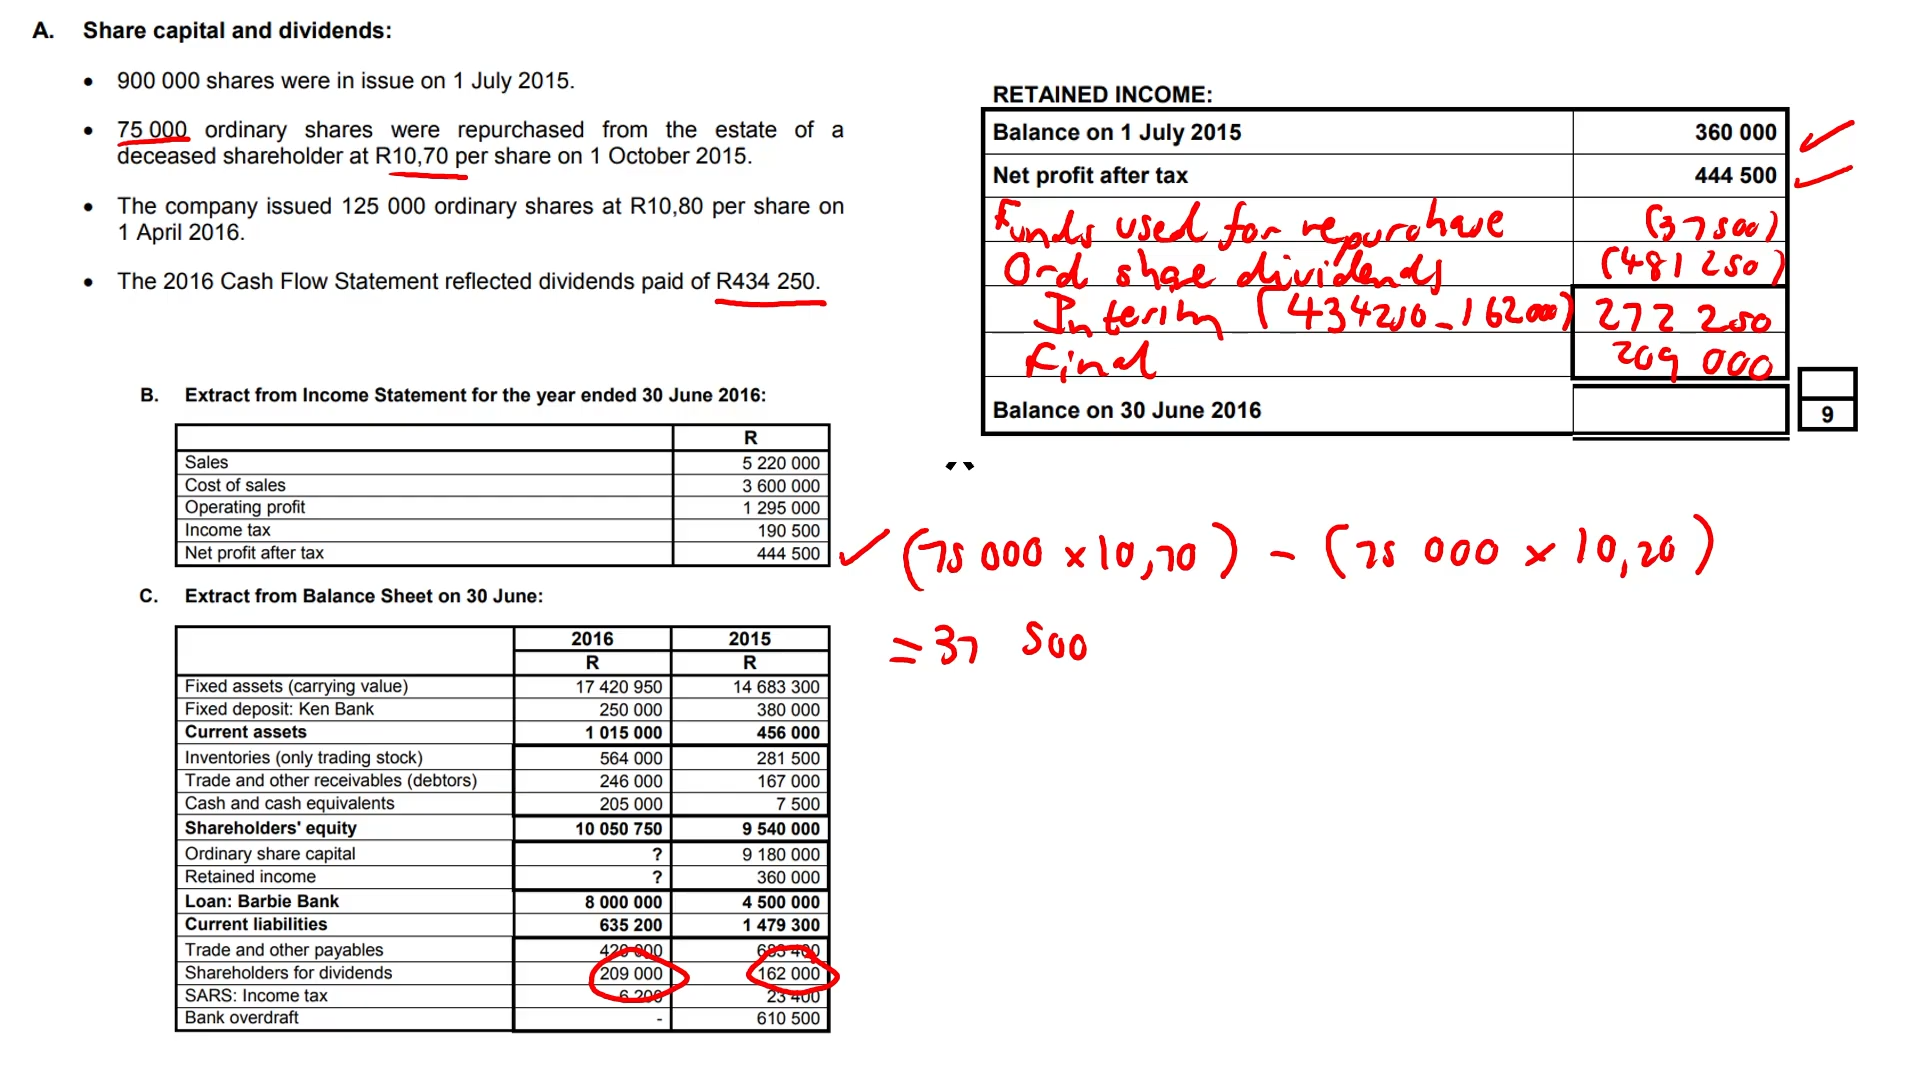 A. Share capital and dividends:
• 900 000 shares were in issue on 1 July 2015.
• 75 000 ordinary shares were repurchased from the estate of a
deceased shareholder at R10,70 per share on 1 October 2015.
• The company issued 125 000 ordinary shares at R10,80 per share on
1 April 2016.
• The 2016 Cash Flow Statement reflected dividends paid of R434 250.
B. Extract from Income Statement for the year ended 30 June 2016:
R
Sales 5 220 000
Cost of sales 3 600 000
Operating profit 1 295 000
Income tax 190 500
Net profit after tax 444 500
C. Extract from Balance Sheet on 30 June:
2016 2015
R R
Fixed assets (carrying value) 17 420 950 14 683 300
Fixed deposit: Ken Bank 250 000 380 000
Current assets 1 015 000 456 000
Inventories (only trading stock) 564 000 281 500
Trade and other receivables (debtors) 246 000 167 000
Cash and cash equivalents 205 000 7 500
Shareholders' equity 10 050 750 9 540 000
Ordinary share capital ? 9 180 000
Retained income ? 360 000
Loan: Barbie Bank 8 000 000 4 500 000
Current liabilities 635 200 1 479 300
Trade and other payables 420 000 683 400
Shareholders for dividends 209 000 162 000
SARS: Income tax 6 200 23 400
Bank overdraft - 610 500
RETAINED INCOME:
Balance on 1 July 2015 360 000
Net profit after tax 444 500
Funds used for repurchase (37 500)
Ord share dividends (481 250)
Interim (434250-162000) 272 250
Final 209 000
Balance on 30 June 2016
9
(75 000 × 10,70) - (75 000 × 10,20)
= 37 500